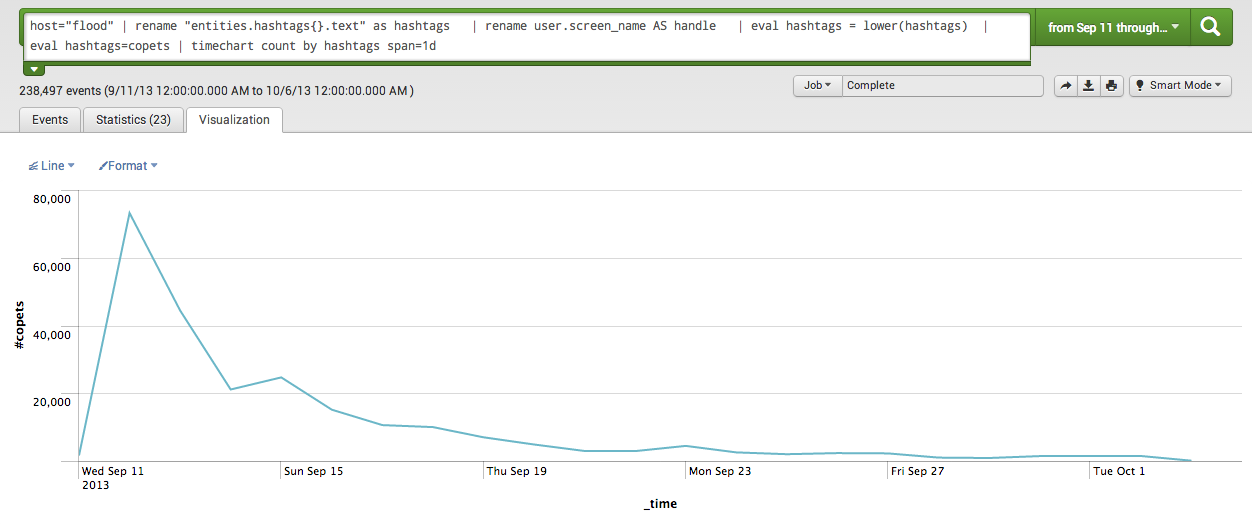 host="flood" | rename "entities.hashtags{}.text" as hashtags | rename user.screen_name AS handle | eval hashtags = lower(hashtags) |
eval hashtags=copets | timechart count by hashtags span=1d
from Sep 11 through...
238,497 events (9/11/13 12:00:00.000 AM to 10/6/13 12:00:00.000 AM )
Job
Complete
Smart Mode
Events
Statistics (23)
Visualization
Line
Format
80,000
60,000
40,000
20,000
#copets
Wed Sep 11
2013
Sun Sep 15
Thu Sep 19
Mon Sep 23
Fri Sep 27
Tue Oct 1
_time